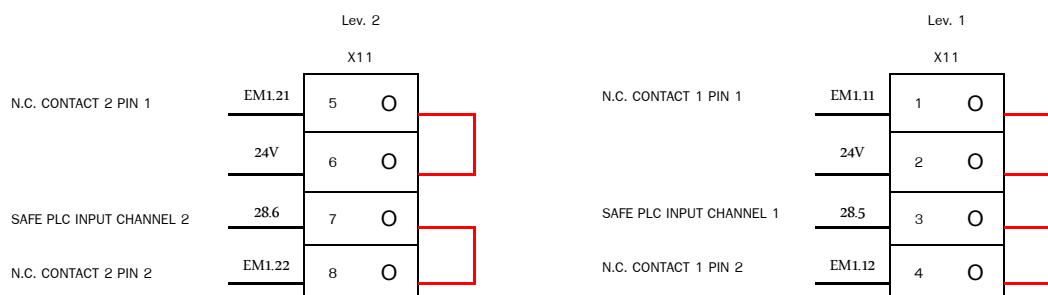 Lev. 2
X11
N.C. CONTACT 2 PIN 1
EM1.21
5 O
24V
6 O
SAFE PLC INPUT CHANNEL 2
28.6
7 O
N.C. CONTACT 2 PIN 2
EM1.22
8 O
Lev. 1
X11
N.C. CONTACT 1 PIN 1
EM1.11
1 O
24V
2 O
SAFE PLC INPUT CHANNEL 1
28.5
3 O
N.C. CONTACT 1 PIN 2
EM1.12
4 O